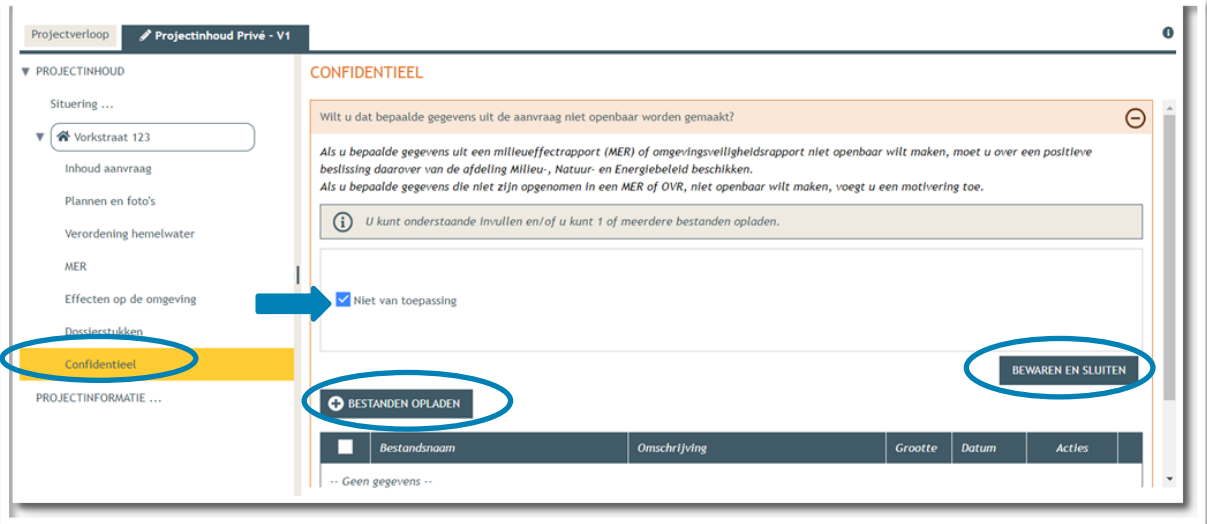 Projectverloop
Projectinhoud Privé - V1
PROJECTINHOUD
Situering ...
Vorkstraat 123
Inhoud aanvraag
Plannen en foto's
Verordening hemelwater
MER
Effecten op de omgeving
Dossierstukken
Confidentieel
PROJECTINFORMATIE ...
CONFIDENTIEEL
Wilt u dat bepaalde gegevens uit de aanvraag niet openbaar worden gemaakt?
Als u bepaalde gegevens uit een milieueffectrapport (MER) of omgevingsveiligheidsrapport niet openbaar wilt maken, moet u over een positieve
beslissing daarover van de afdeling Milieu-, Natuur- en Energiebeleid beschikken.
Als u bepaalde gegevens die niet zijn opgenomen in een MER of OVR, niet openbaar wilt maken, voegt u een motivering toe.
U kunt onderstaande invullen en/of u kunt 1 of meerdere bestanden opladen.
Niet van toepassing
BEWAREN EN SLUITEN
BESTANDEN OPLADEN
Bestandsnaam Omschrijving Grootte Datum Acties
-- Geen gegevens --